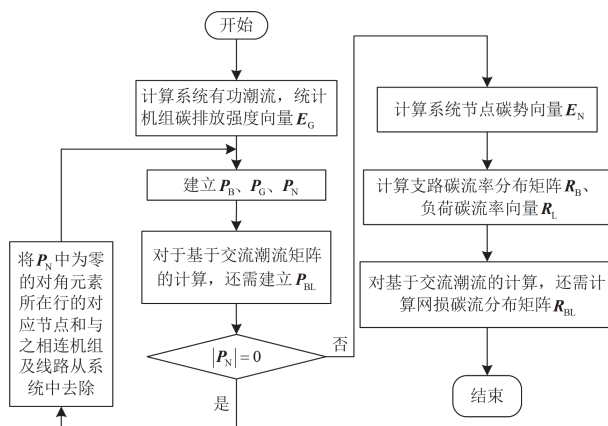 开始
计算系统有功潮流，统计
机组碳排放强度向量E_G
建立P_B、P_G、P_N
对于基于交流潮流矩阵
的计算，还需建立P_BL
|P_N|=0
是
否
将P_N中为零
的对角元素
所在行的对
应节点和与
之相连机组
及线路从系
统中去除
计算系统节点碳势向量E_N
计算支路碳流率分布矩阵R_B、
负荷碳流率向量R_L
对基于交流潮流的计算，还需计
算网损碳流分布矩阵R_BL
结束